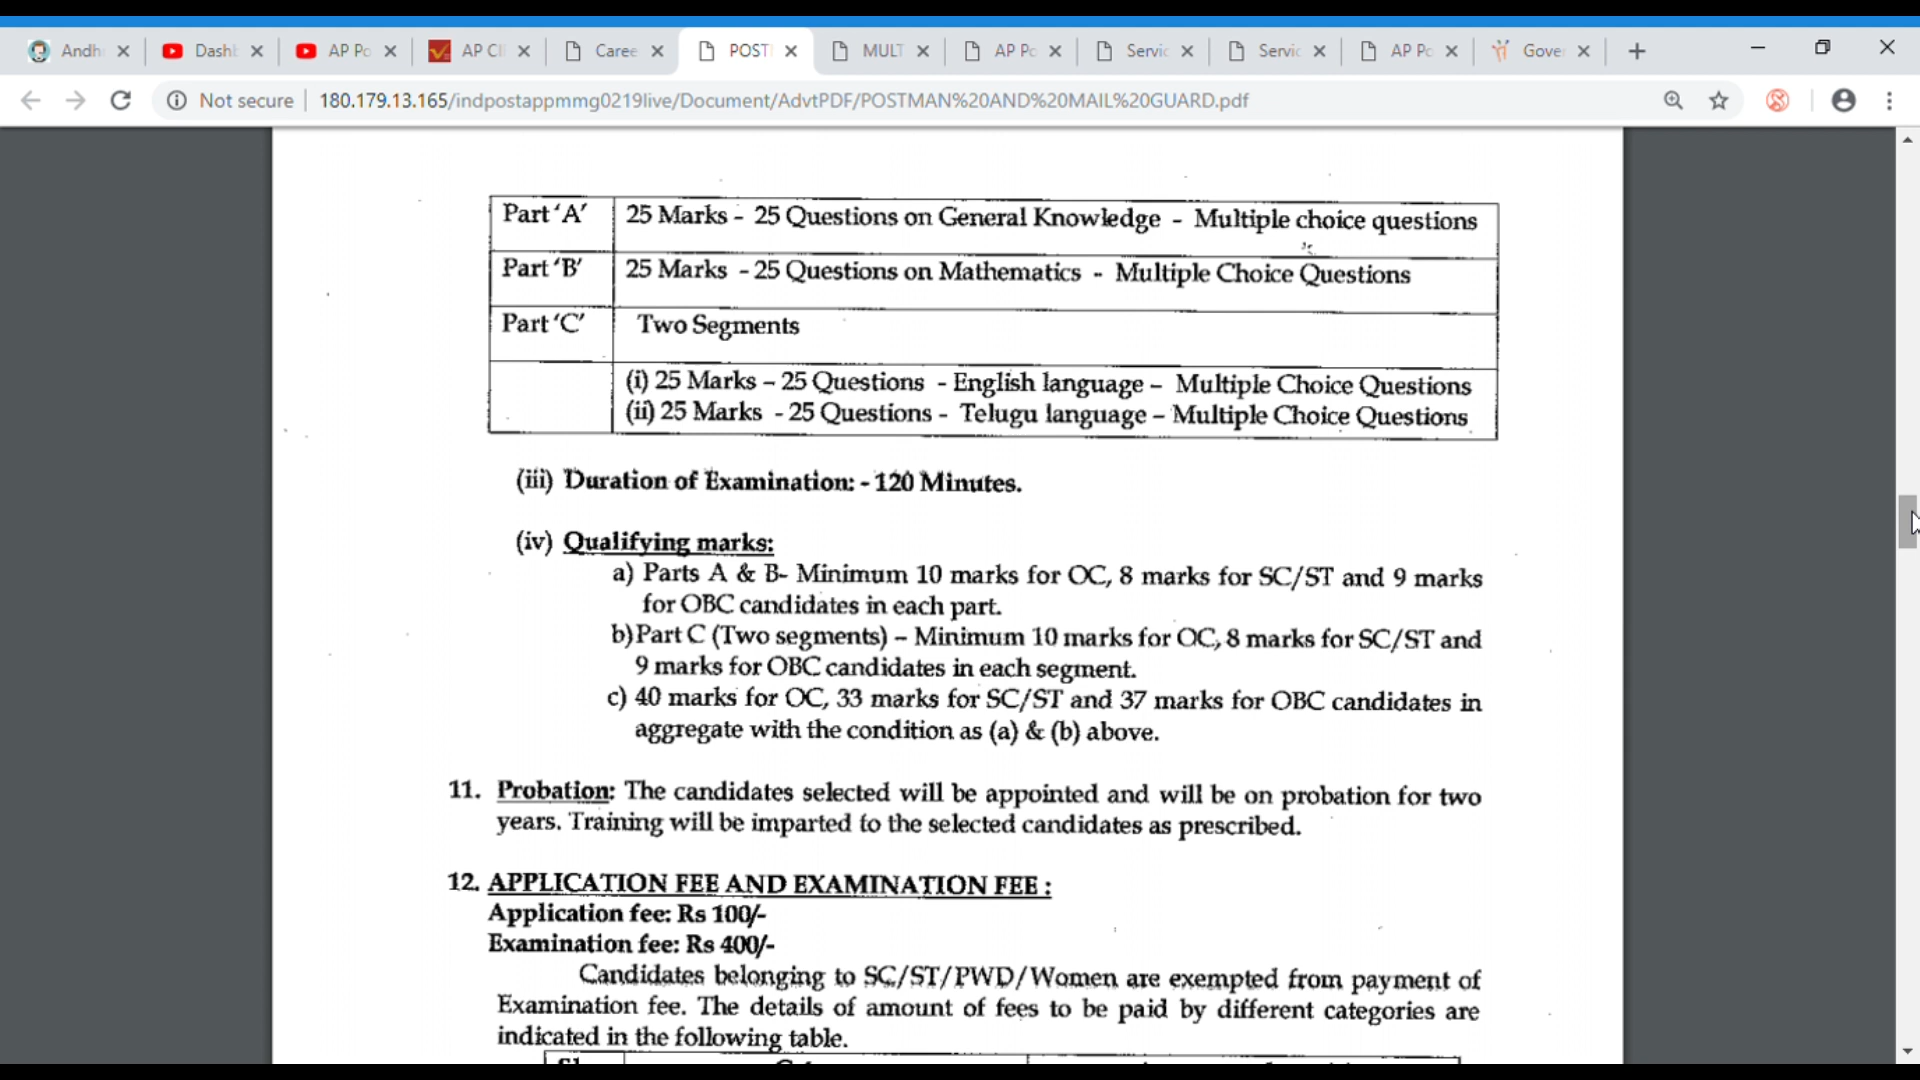 Andh
Dash
AP Po
AP CI
Caree
POST
MULT
AP Po
Servic
Servic
AP Po
Gove
Not secure
180.179.13.165/indpostappmmg0219live/Document/AdvtPDF/POSTMAN%20AND%20MAIL%20GUARD.pdf
Part 'A' 25 Marks - 25 Questions on General Knowledge - Multiple choice questions
Part 'B' 25 Marks - 25 Questions on Mathematics - Multiple Choice Questions
Part 'C' Two Segments
(i) 25 Marks – 25 Questions - English language – Multiple Choice Questions
(ii) 25 Marks - 25 Questions - Telugu language – Multiple Choice Questions
(iii) Duration of Examination: - 120 Minutes.
(iv) Qualifying marks:
a) Parts A & B- Minimum 10 marks for OC, 8 marks for SC/ST and 9 marks
for OBC candidates in each part.
b)Part C (Two segments) – Minimum 10 marks for OC, 8 marks for SC/ST and
9 marks for OBC candidates in each segment.
c) 40 marks for OC, 33 marks for SC/ST and 37 marks for OBC candidates in
aggregate with the condition as (a) & (b) above.
11. Probation: The candidates selected will be appointed and will be on probation for two
years. Training will be imparted to the selected candidates as prescribed.
12. APPLICATION FEE AND EXAMINATION FEE :
Application fee: Rs 100/-
Examination fee: Rs 400/-
Candidates belonging to SC/ST/PWD/Women are exempted from payment of
Examination fee. The details of amount of fees to be paid by different categories are
indicated in the following table.